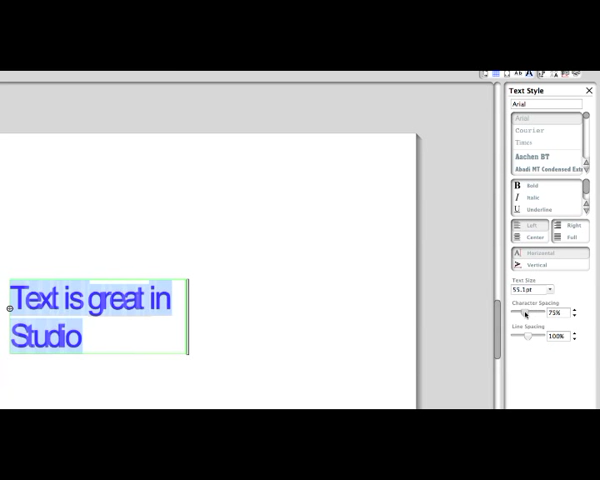 Text Style
Arial
Arial
Courier
Times
Aachen BT
Abadi MT Condensed Extr
B Bold
I Italic
U Underline
Left Right
Center Full
Horizontal
Vertical
Text Size
55.1pt
Character Spacing
75%
Line Spacing
100%
Text is great in
Studio